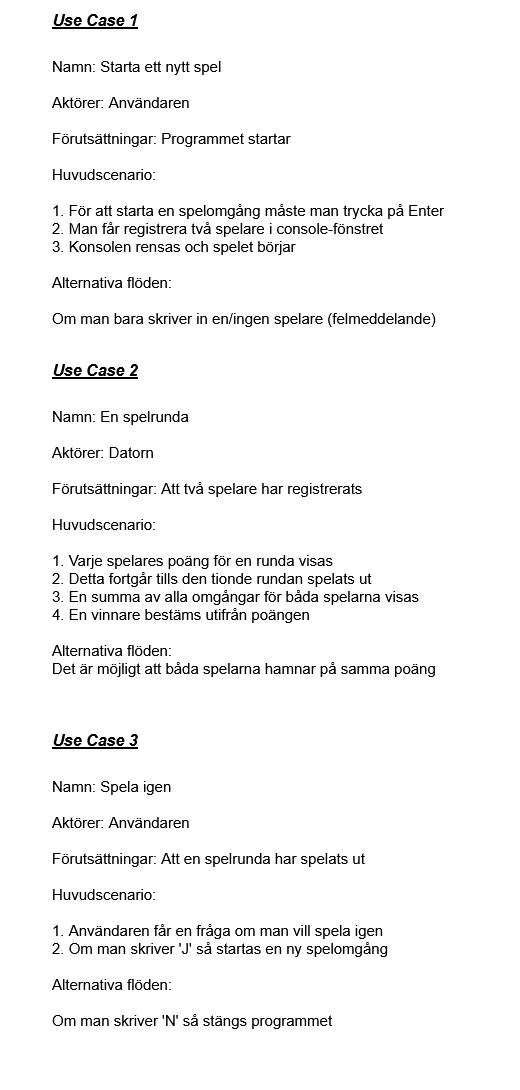 Use Case 1
Namn: Starta ett nytt spel
Aktörer: Användaren
Förutsättningar: Programmet startar
Huvudscenario:
1. För att starta en spelomgång måste man trycka på Enter
2. Man får registrera två spelare i console-fönstret
3. Konsolen rensas och spelet börjar
Alternativa flöden:
Om man bara skriver in en/ingen spelare (felmeddelande)
Use Case 2
Namn: En spelrunda
Aktörer: Datorn
Förutsättningar: Att två spelare har registrerats
Huvudscenario:
1. Varje spelares poäng för en runda visas
2. Detta fortgår tills den tionde rundan spelats ut
3. En summa av alla omgångar för båda spelarna visas
4. En vinnare bestäms utifrån poängen
Alternativa flöden:
Det är möjligt att båda spelarna hamnar på samma poäng
Use Case 3
Namn: Spela igen
Aktörer: Användaren
Förutsättningar: Att en spelrunda har spelats ut
Huvudscenario:
1. Användaren får en fråga om man vill spela igen
2. Om man skriver 'J' så startas en ny spelomgång
Alternativa flöden:
Om man skriver 'N' så stängs programmet